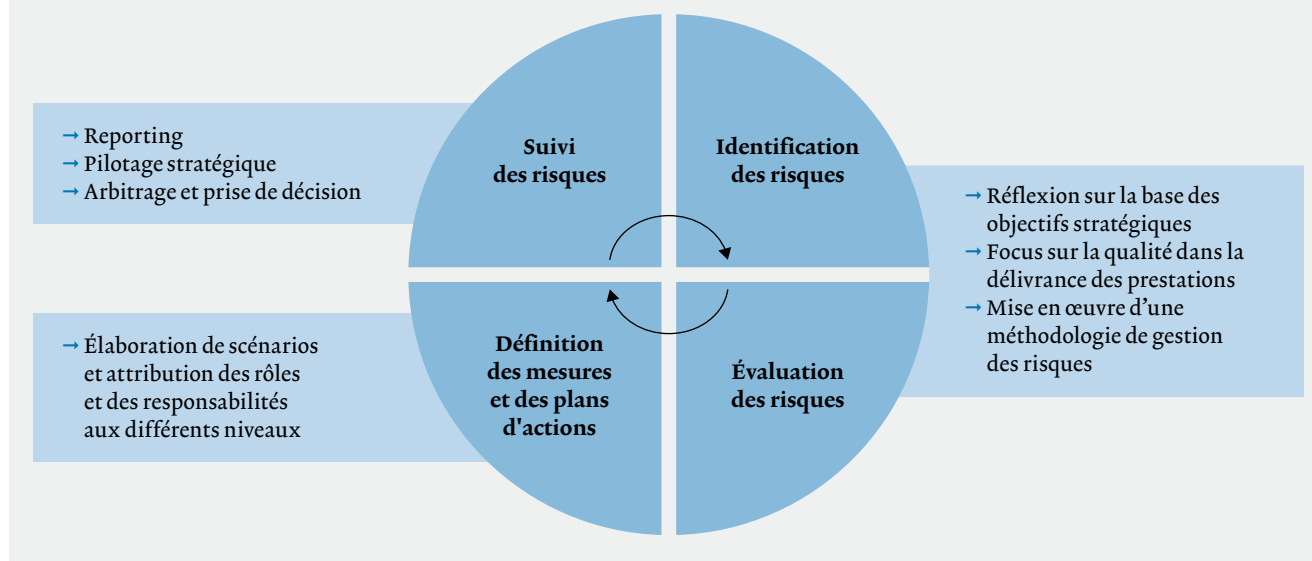 → Reporting
→ Pilotage stratégique
→ Arbitrage et prise de décision
Suivi
des risques
Identification
des risques
→ Réflexion sur la base des
objectifs stratégiques
→ Focus sur la qualité dans la
délivrance des prestations
→ Mise en œuvre d’une
méthodologie de gestion
des risques
→ Élaboration de scénarios
et attribution des rôles
et des responsabilités
aux différents niveaux
Définition
des mesures
et des plans
d'actions
Évaluation
des risques